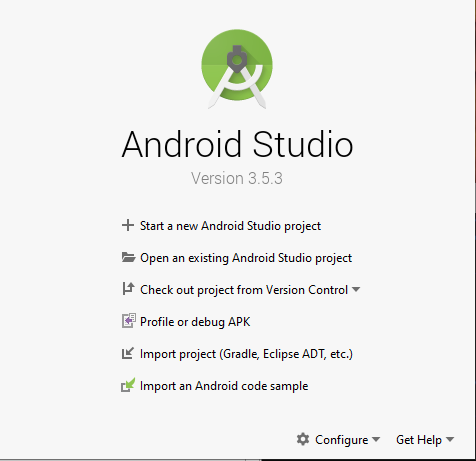 Android Studio
Version 3.5.3
Start a new Android Studio project
Open an existing Android Studio project
Check out project from Version Control
Profile or debug APK
Import project (Gradle, Eclipse ADT, etc.)
Import an Android code sample
Configure Get Help